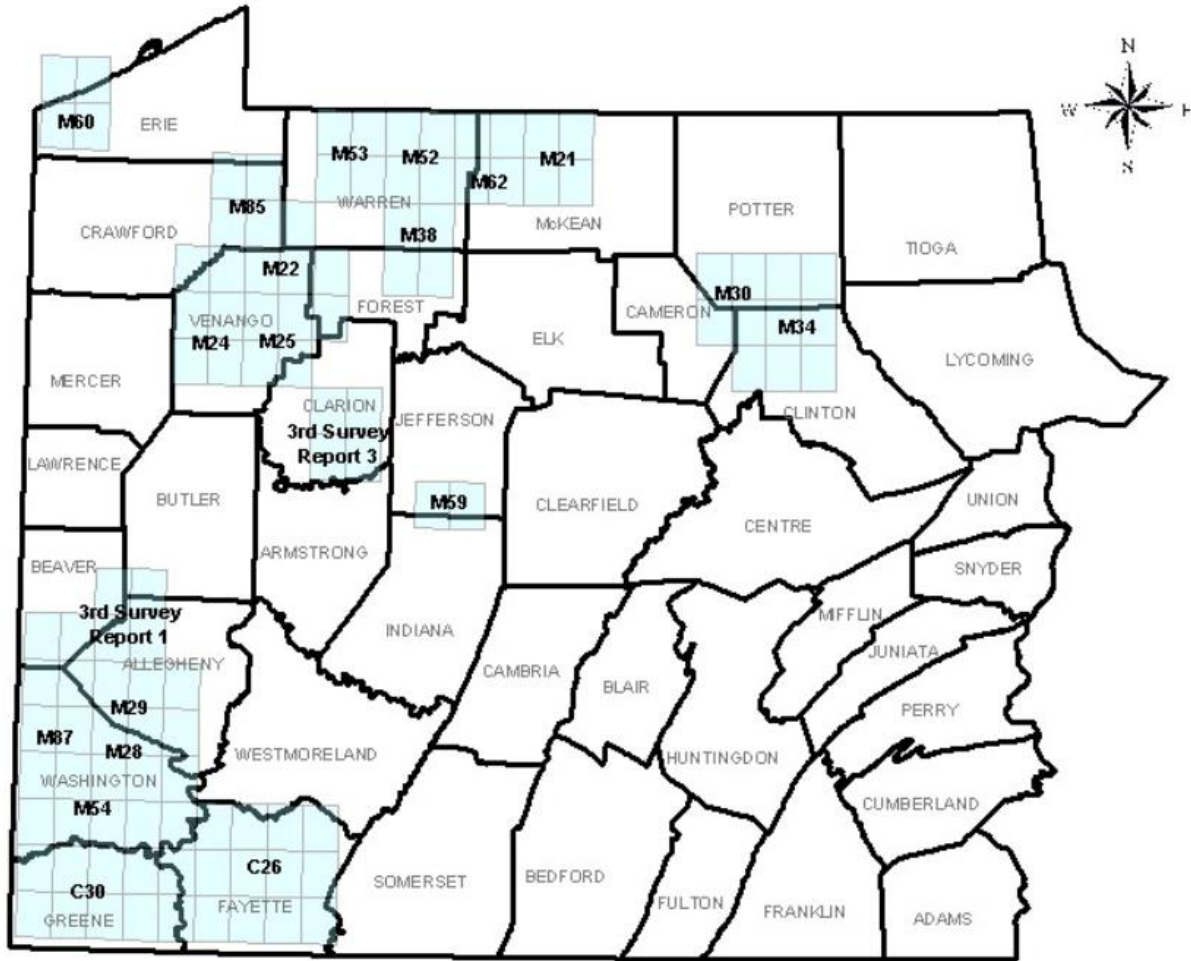 N
W
S
M60
ERIE
M53
M52
M21
M62
M85
WARREN
POTTER
CRAWFORD
M38
McKEAN
TIOGA
M22
M30
FOREST
CAMERON
VENANGO
M34
M24
M25
ELK
LYCOMING
MERCER
CLARION
JEFFERSON
CLINTON
3rd Survey
Report 3
LAWRENCE
BUTLER
M59
CLEARFIELD
UNION
CENTRE
ARMSTRONG
BEAVER
SNYDER
3rd Survey
Report 1
MIFFLIN
INDIANA
ALLEGHENY
CAMBRIA
JUNIATA
BLAIR
M29
PERRY
M87
M28
WESTMORELAND
HUNTINGDON
WASHINGTON
M54
CUMBERLAND
C26
SOMERSET
BEDFORD
C30
FAYETTE
FULTON
FRANKLIN
ADAMS
GREENE